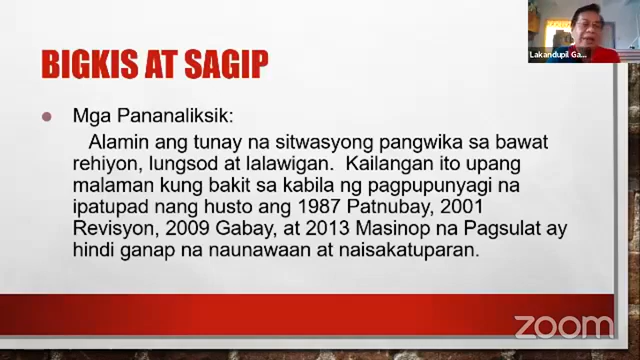 Lakandupil Ga...
BIGKIS AT SAGIP
Mga Pananaliksik:
Alamin ang tunay na sitwasyong pangwika sa bawat
rehiyon, lungsod at lalawigan. Kailangan ito upang
malaman kung bakit sa kabila ng pagpupunyagi na
ipatupad nang husto ang 1987 Patnubay, 2001
Revisyon, 2009 Gabay, at 2013 Masinop na Pagsulat ay
hindi ganap na naunawaan at naisakatuparan.
zoom